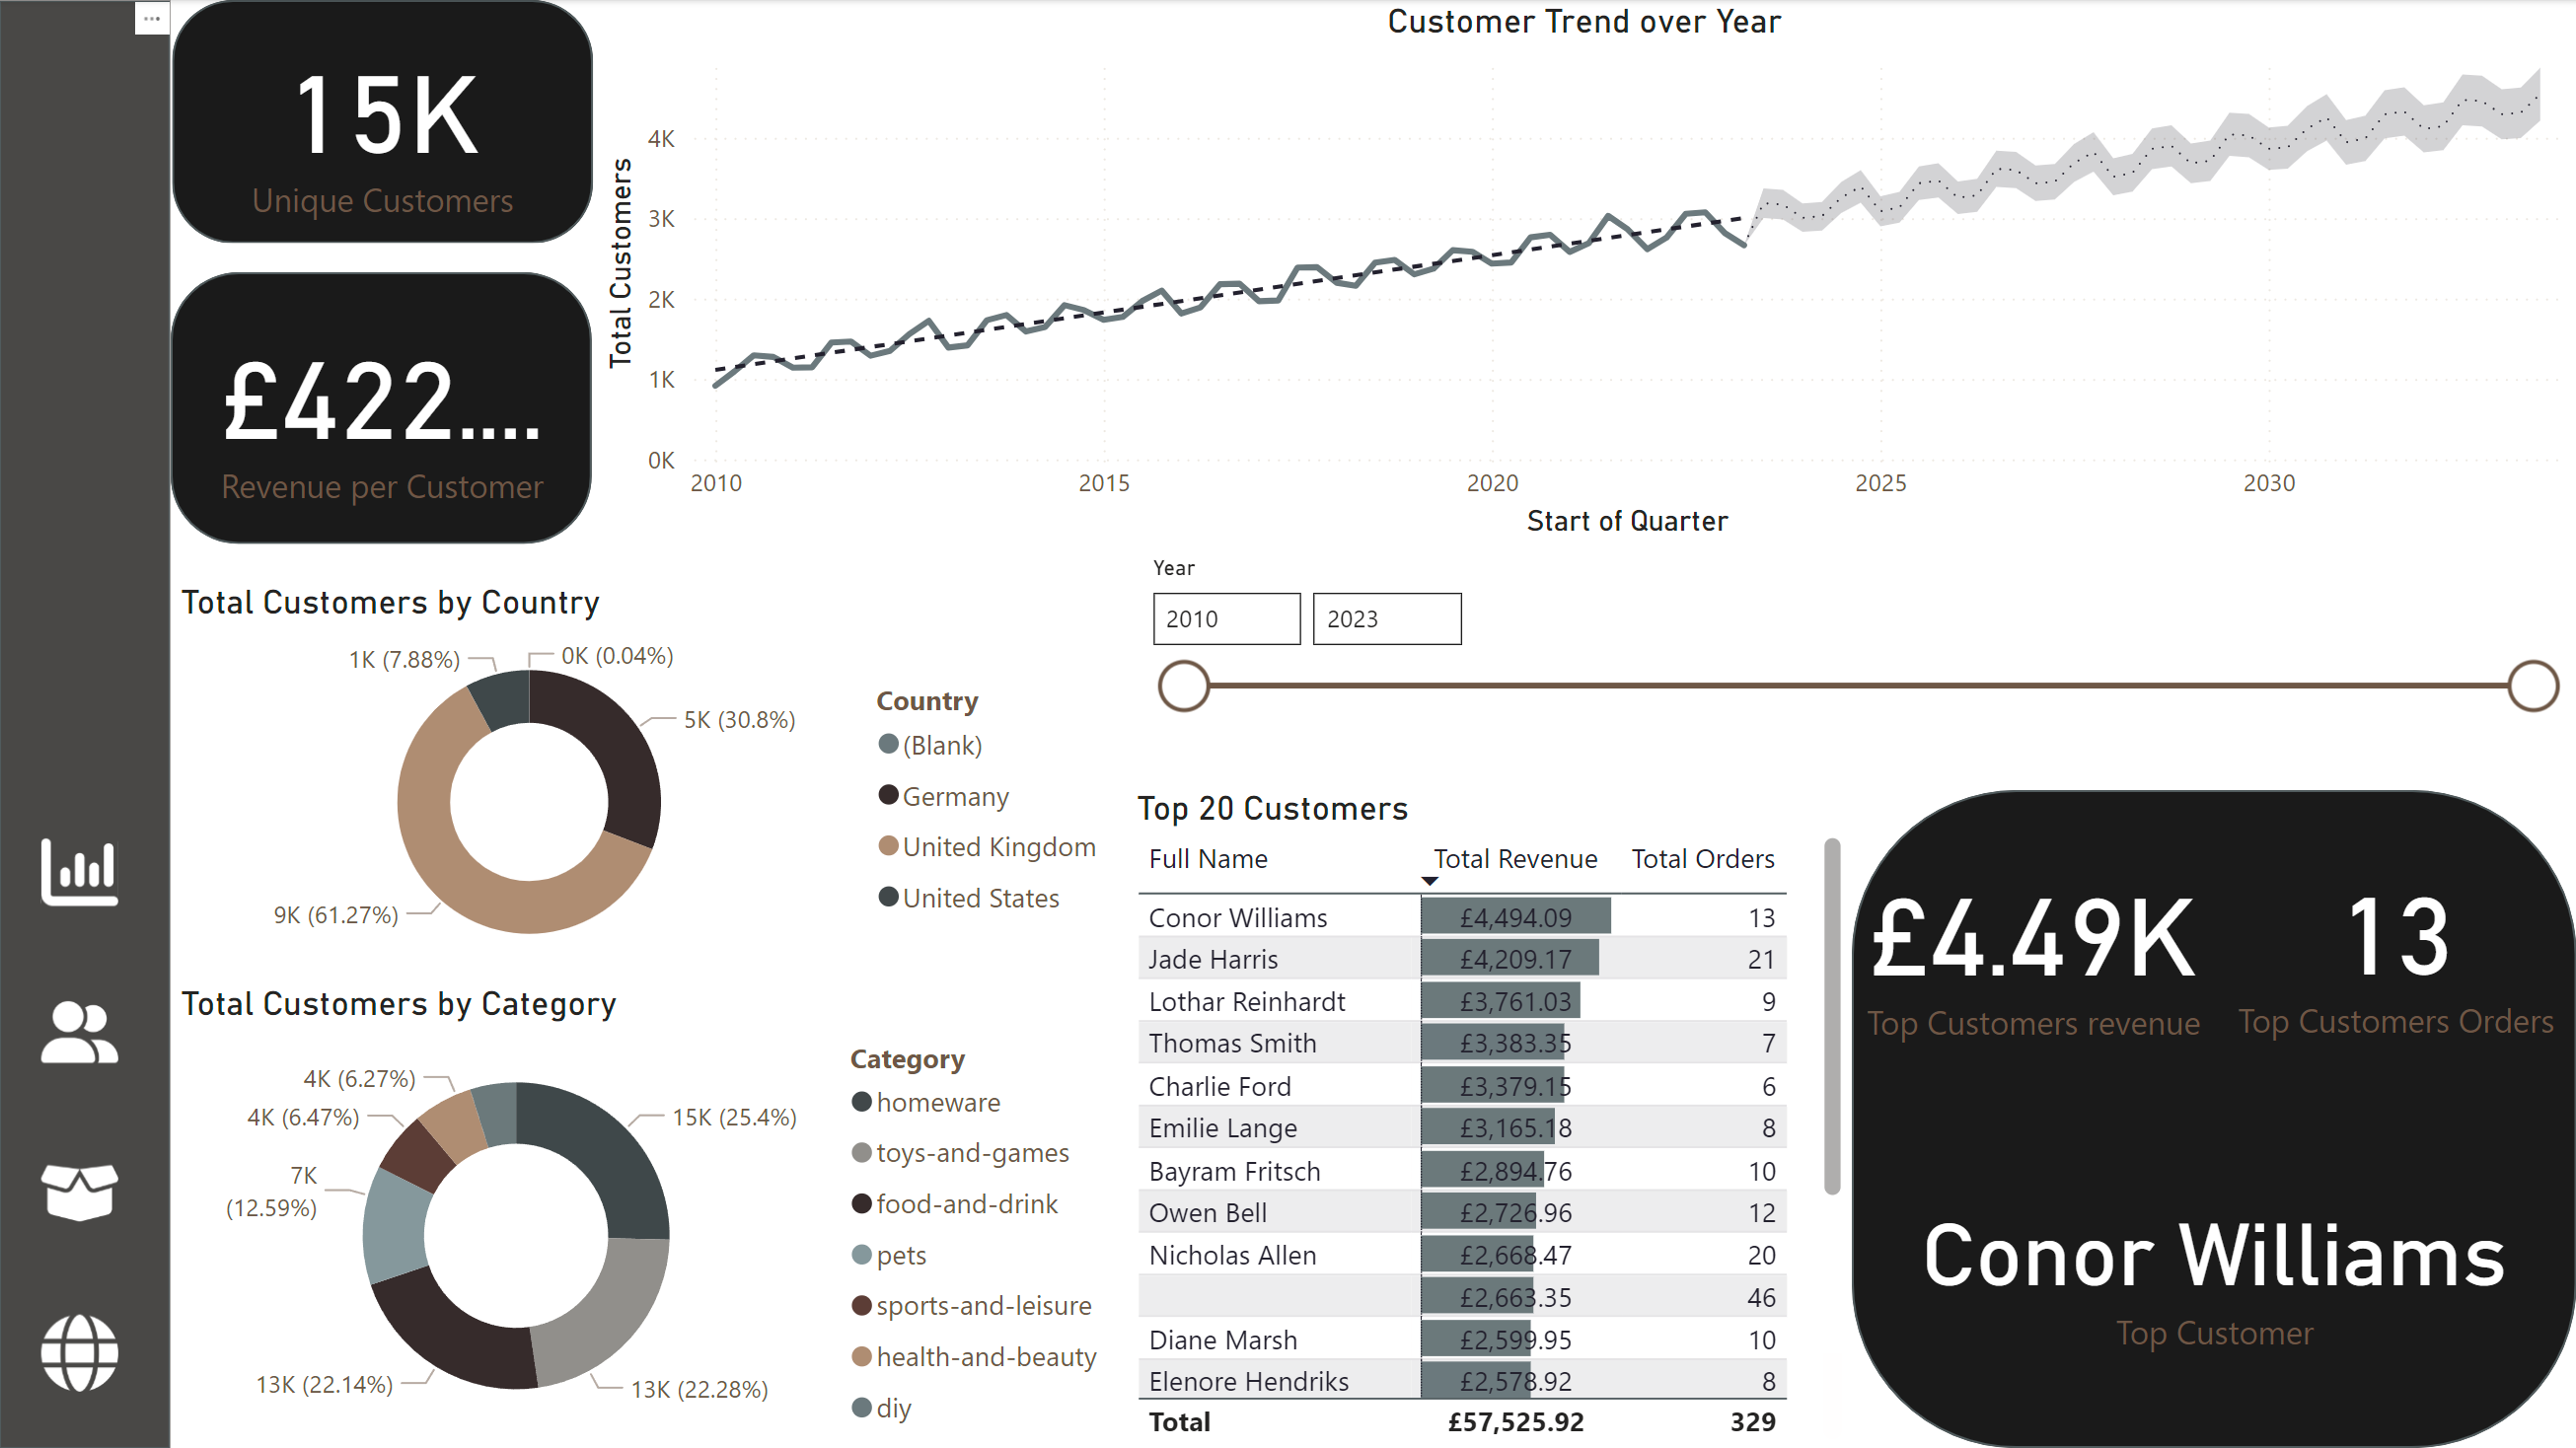 15K
Unique Customers
£422....
Revenue per Customer
Customer Trend over Year
Total Customers
4K
3K
2K
1K
0K
2010 2015 2020 2025 2030
Start of Quarter
Year
2010 2023
Total Customers by Country
1K (7.88%)
0K (0.04%)
5K (30.8%)
9K (61.27%)
Country
(Blank)
Germany
United Kingdom
United States
Total Customers by Category
4K (6.27%)
4K (6.47%)
7K
(12.59%)
13K (22.14%)
15K (25.4%)
13K (22.28%)
Category
homeware
toys-and-games
food-and-drink
pets
sports-and-leisure
health-and-beauty
diy
Top 20 Customers
Full Name Total Revenue Total Orders
Conor Williams £4,494.09 13
Jade Harris £4,209.17 21
Lothar Reinhardt £3,761.03 9
Thomas Smith £3,383.35 7
Charlie Ford £3,379.15 6
Emilie Lange £3,165.18 8
Bayram Fritsch £2,894.76 10
Owen Bell £2,726.96 12
Nicholas Allen £2,668.47 20
£2,663.35 46
Diane Marsh £2,599.95 10
Elenore Hendriks £2,578.92 8
Total £57,525.92 329
£4.49K
Top Customers revenue
13
Top Customers Orders
Conor Williams
Top Customer